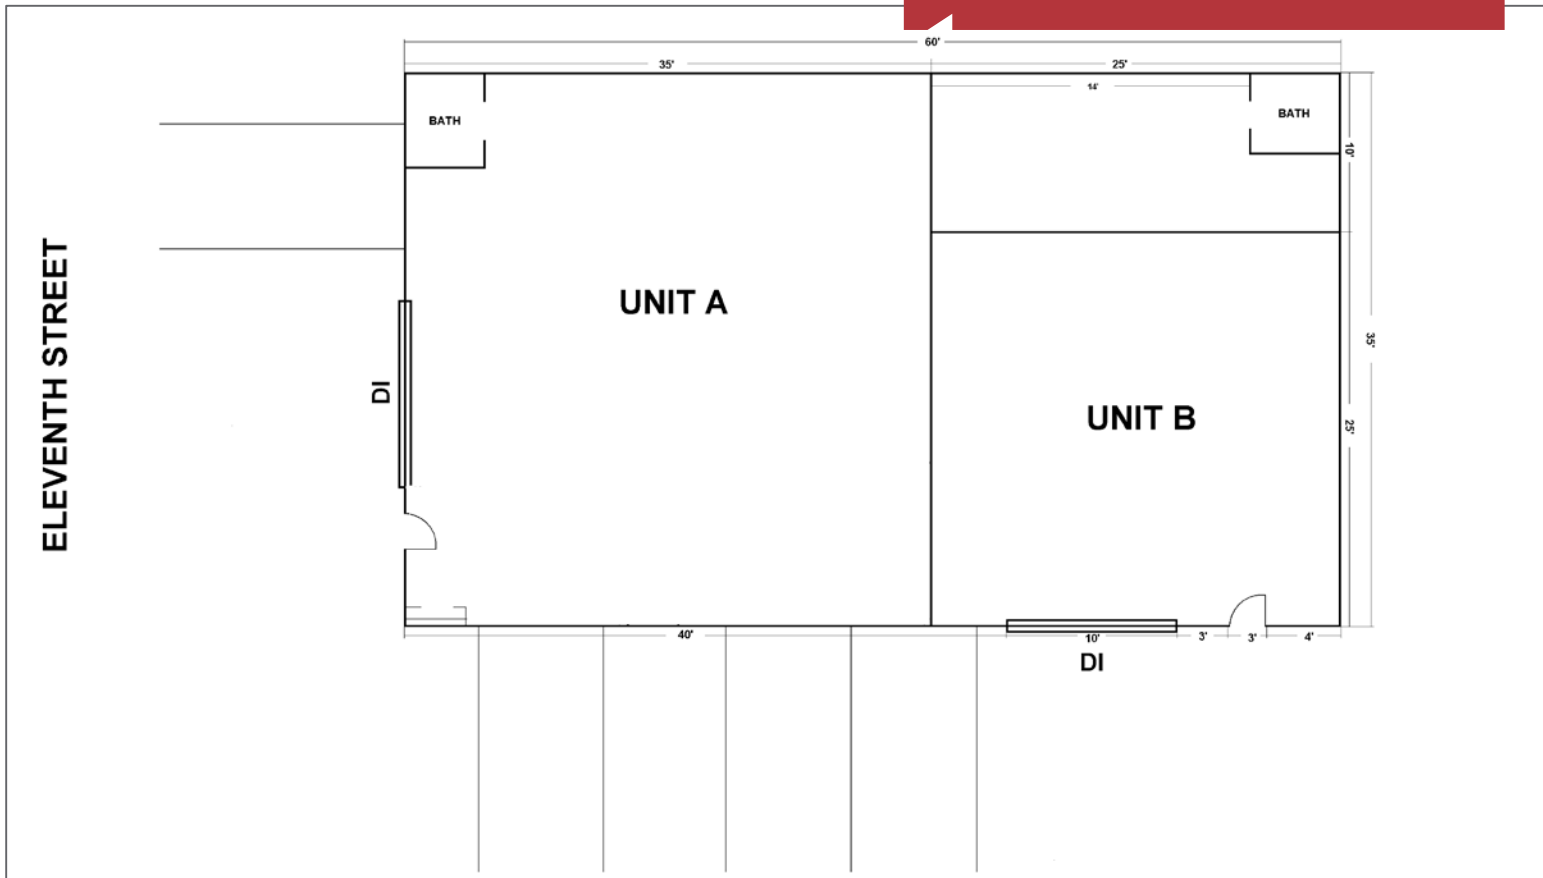 60'
35'
25'
14'
BATH
BATH
10'
ELEVENTH STREET
UNIT A
35'
DI
UNIT B
25'
40'
10'
3'
3'
4'
DI